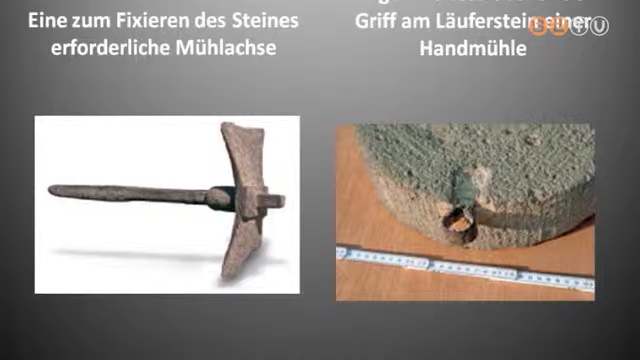 Eine zum Fixieren des Steines
erforderliche Mühlachse
Griff am Läuferstein einer
Handmühle